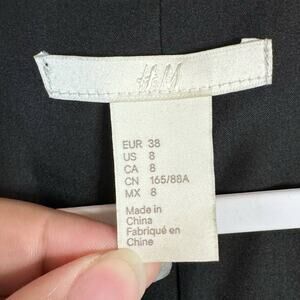 H&M
EUR 38
US 8
CA 8
CN 165/88A
MX 8
Made in
China
Fabriqué en
Chine